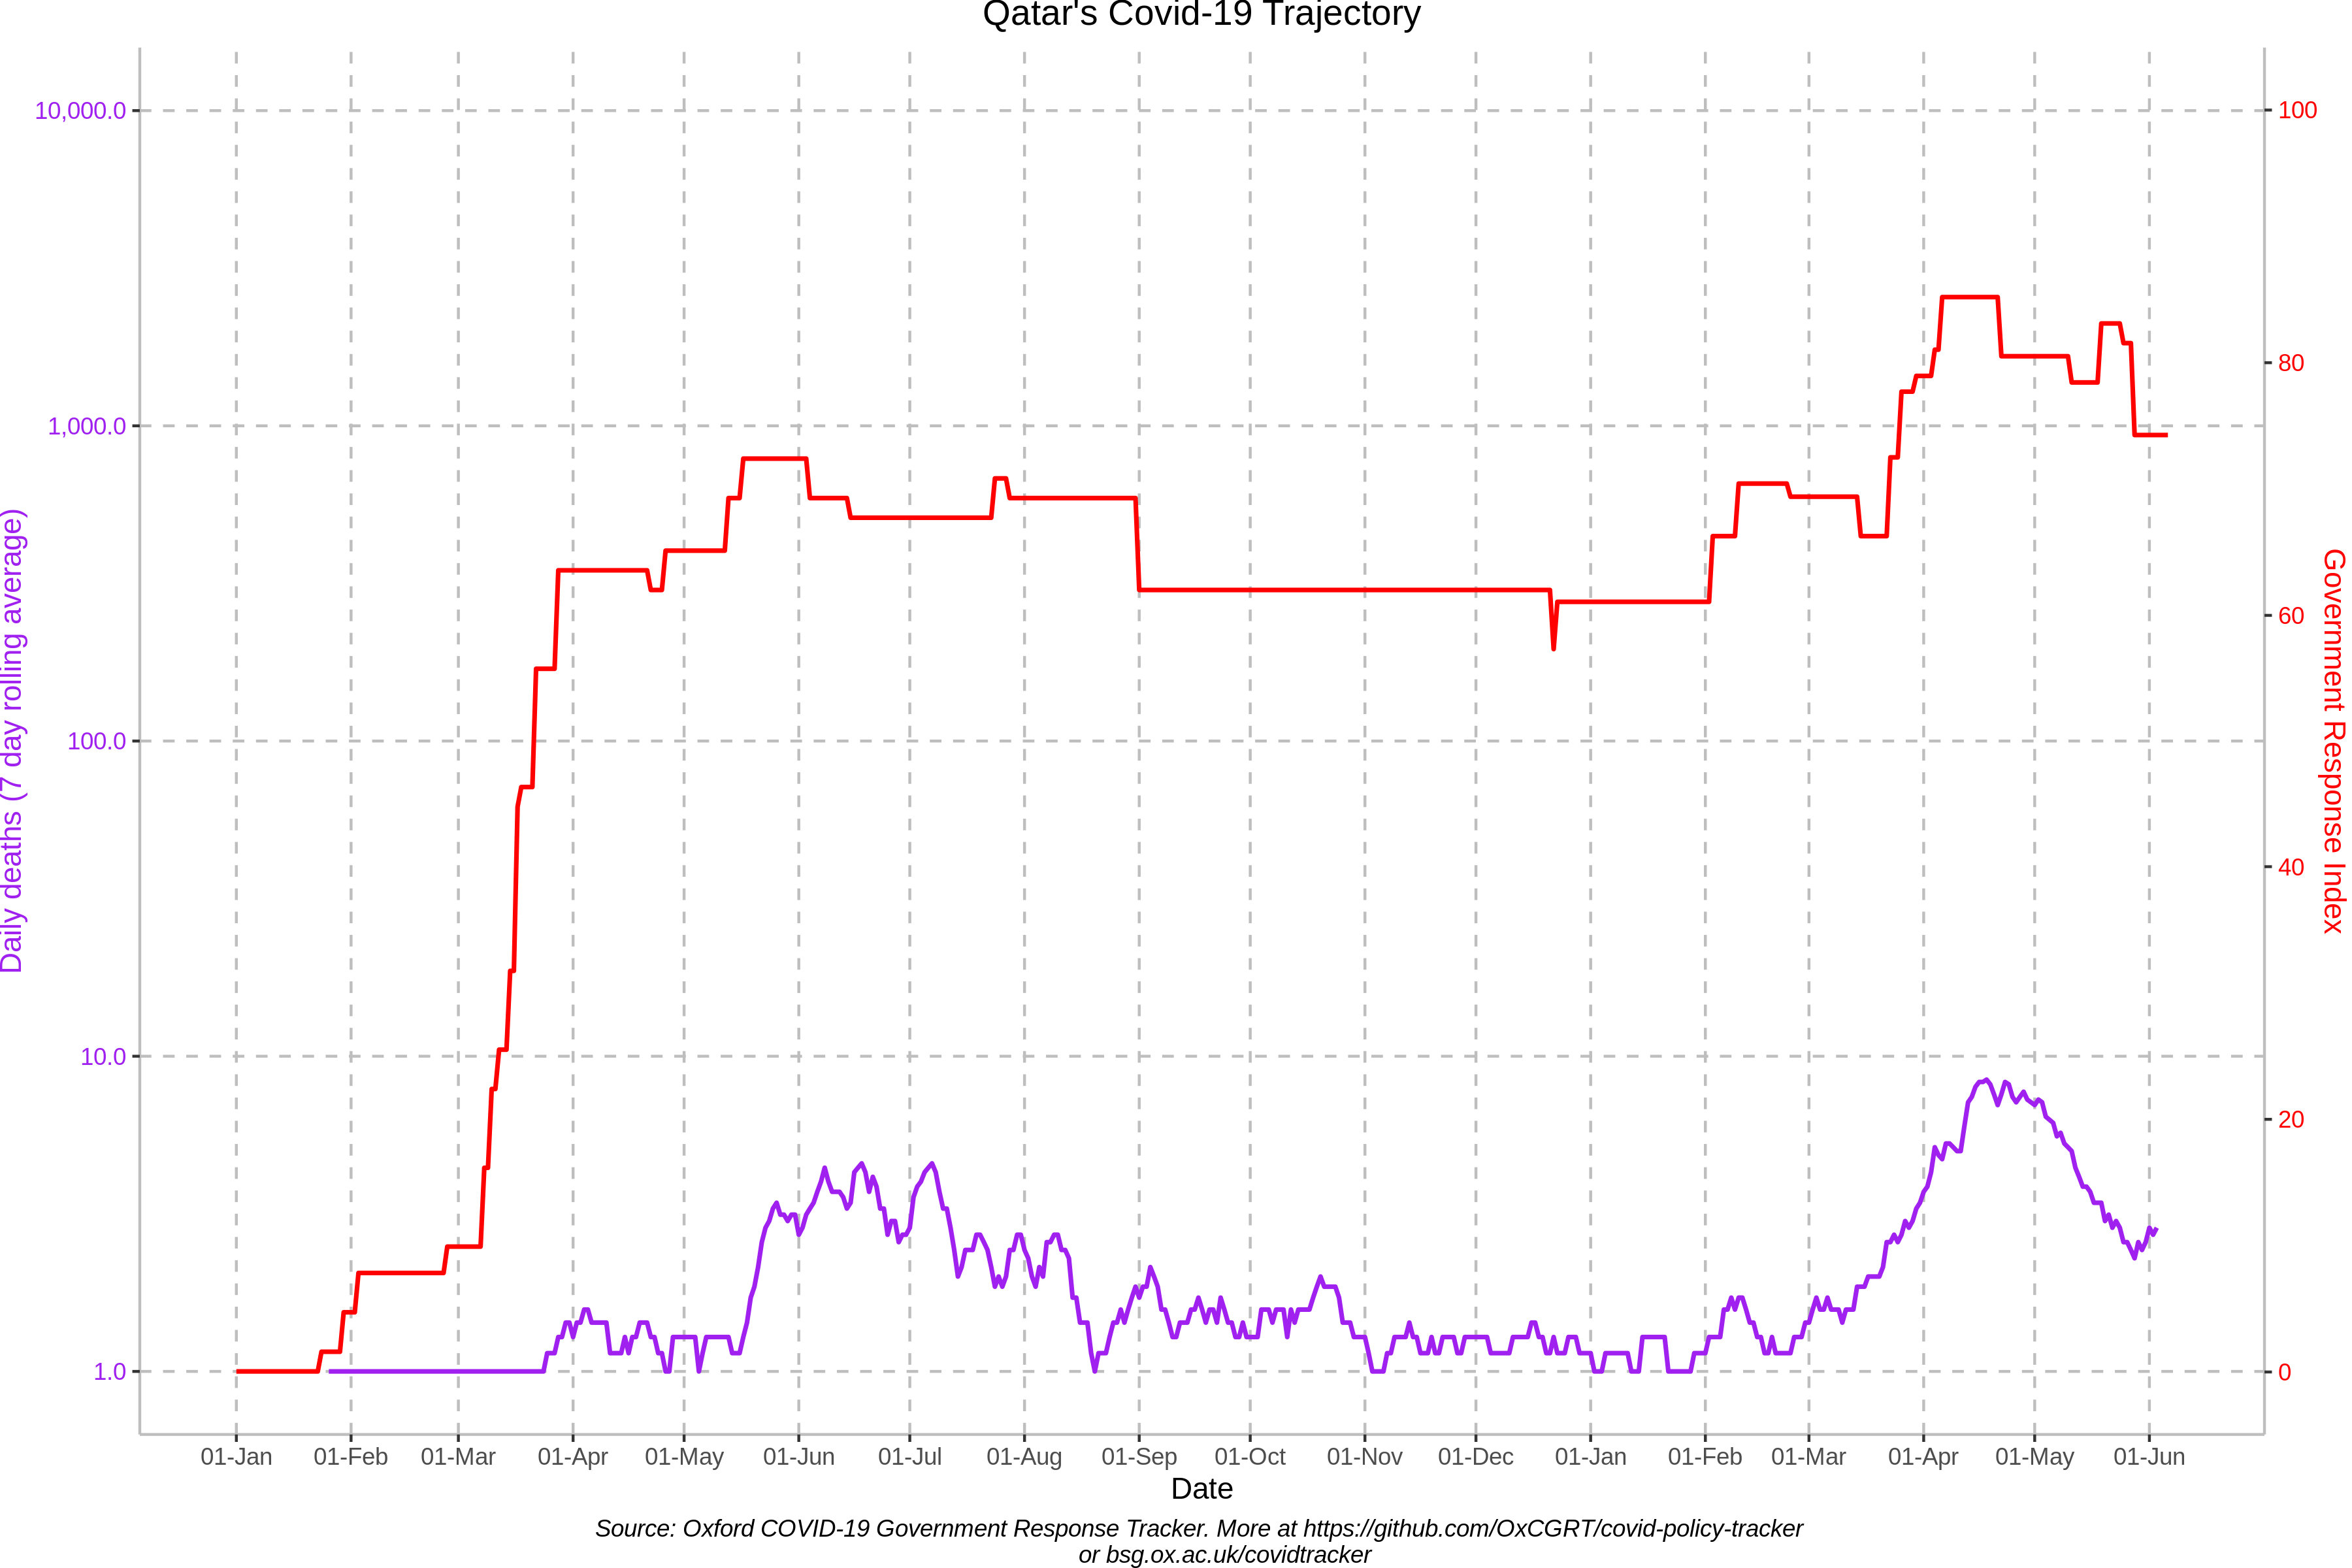 Qatar's Covid-19 Trajectory
Daily deaths (7 day rolling average)
10,000.0
1,000.0
100.0
10.0
1.0
100
80
60
40
20
0
Government Response Index
01-Jan 01-Feb 01-Mar 01-Apr 01-May 01-Jun 01-Jul 01-Aug 01-Sep 01-Oct 01-Nov 01-Dec 01-Jan 01-Feb 01-Mar 01-Apr 01-May 01-Jun
Date
Source: Oxford COVID-19 Government Response Tracker. More at https://github.com/OxCGRT/covid-policy-tracker
or bsg.ox.ac.uk/covidtracker